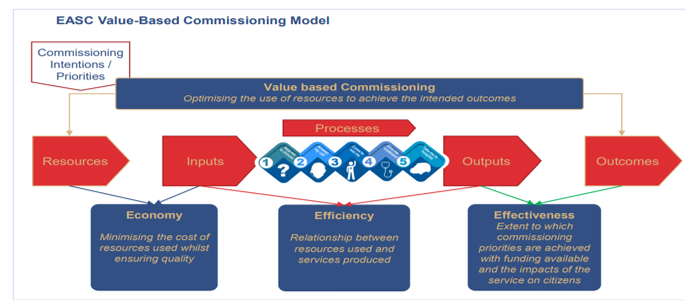 EASC Value-Based Commissioning Model
Commissioning
Intentions /
Priorities
Value based Commissioning
Optimising the use of resources to achieve the intended outcomes
Processes
Resources
Inputs
1
2
3
4
5
Outputs
Outcomes
Economy
Minimising the cost of
resources used whilst
ensuring quality
Efficiency
Relationship between
resources used and
services produced
Effectiveness
Extent to which
commissioning
priorities are achieved
with funding available
and the impacts of the
service on citizens